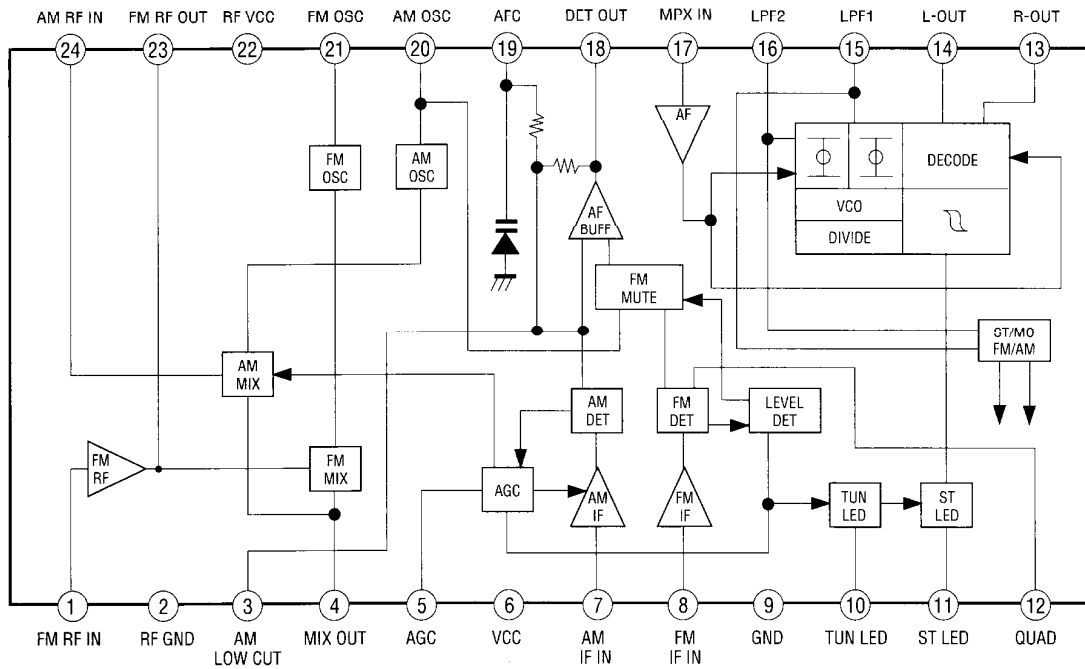 AM RF IN FM RF OUT RF VCC FM OSC AM OSC AFC DET OUT MPX IN LPF2 LPF1 L-OUT R-OUT
24 23 22 21 20 19 18 17 16 15 14 13
AF
FM
OSC
AM
OSC
DECODE
VCO
DIVIDE
AF
BUFF
FM
MUTE
ST/MO
FM/AM
AM
MIX
AM
DET
FM
DET
LEVEL
DET
FM
RF
FM
MIX
AGC
AM
IF
FM
IF
TUN
LED
ST
LED
1 2 3 4 5 6 7 8 9 10 11 12
FM RF IN RF GND AM MIX OUT AGC VCC AM FM GND TUN LED ST LED QUAD
LOW CUT IF IN IF IN